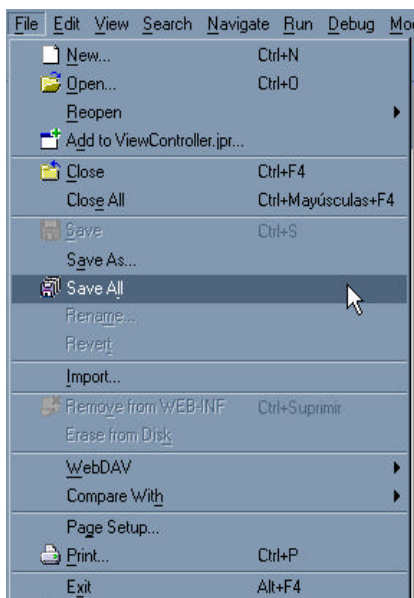 File Edit View Search Navigate Run Debug
New... Ctrl+N
Open... Ctrl+O
Reopen
Add to ViewController.jpr...
Close Ctrl+F4
Close All Ctrl+Mayúsculas+F4
Save Ctrl+S
Save As...
Save All
Rename...
Revert
Import...
Remove from WEB-INF Ctrl+Suprimir
Erase from Disk
WebDAV
Compare With
Page Setup...
Print... Ctrl+P
Exit Alt+F4